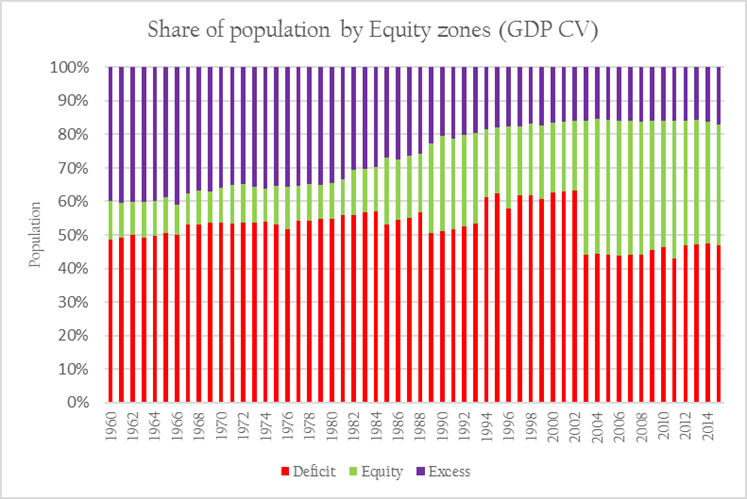 Share of population by Equity zones (GDP CV)
100%
90%
80%
70%
60%
50%
40%
30%
20%
10%
0%
Population
1960 1962 1964 1966 1968 1970 1972 1974 1976 1978 1980 1982 1984 1986 1988 1990 1992 1994 1996 1998 2000 2002 2004 2006 2008 2010 2012 2014
Deficit Equity Excess